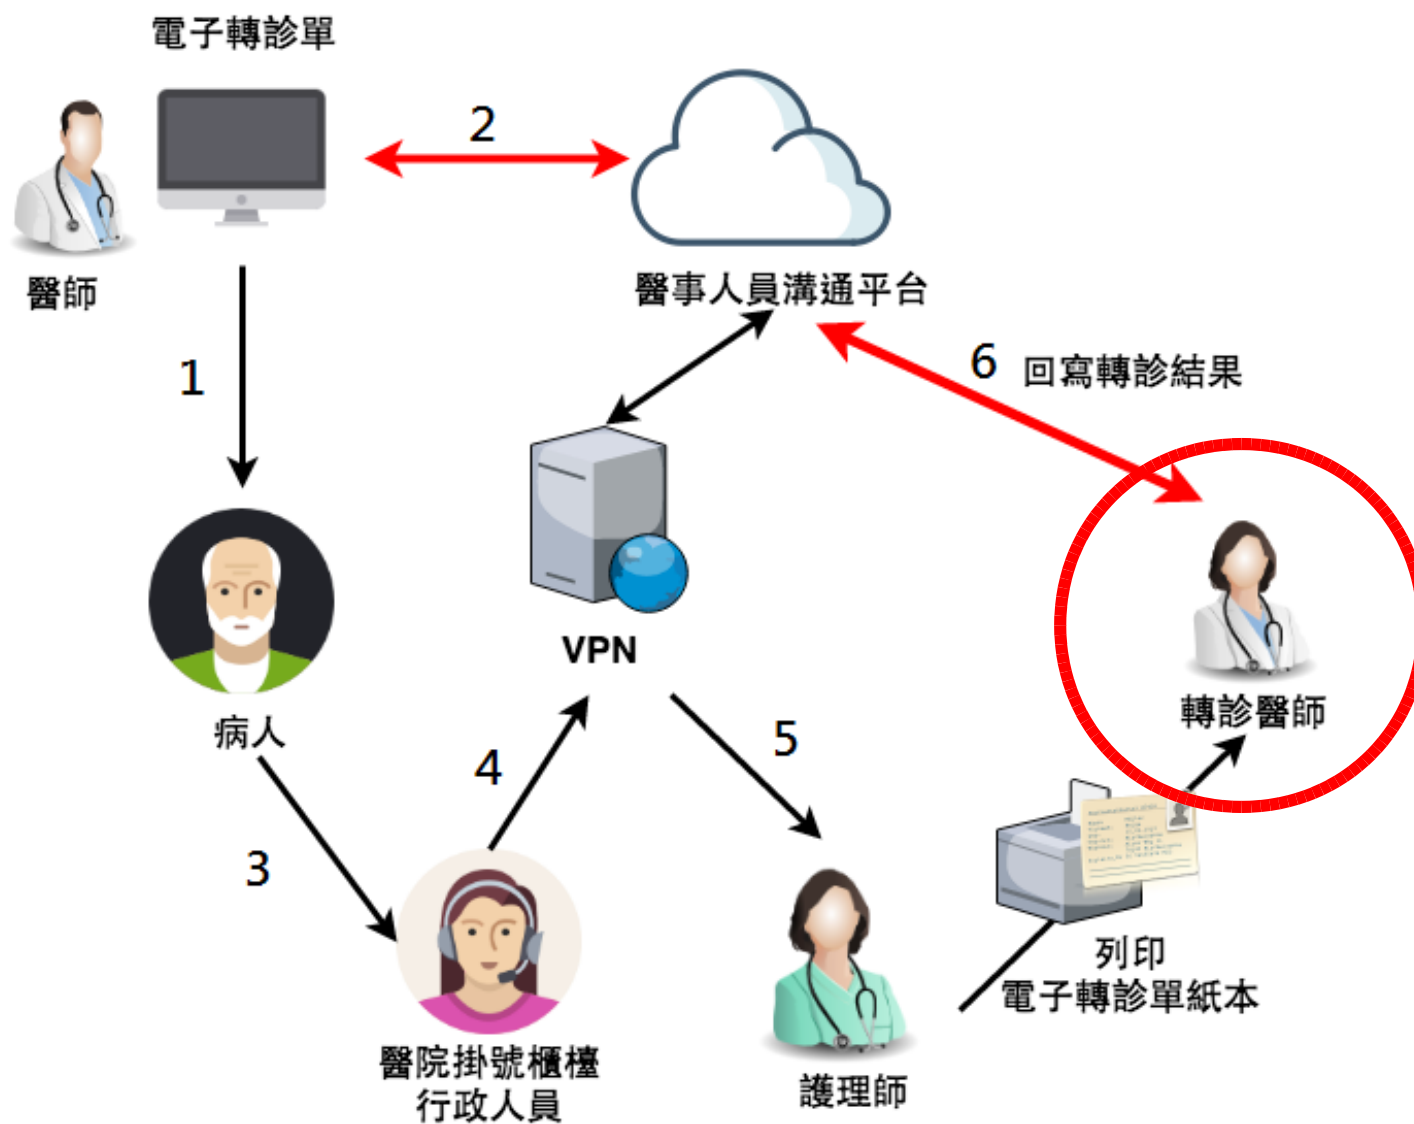 電子轉診單
2
醫師
醫事人員溝通平台
1
6
回寫轉診結果
VPN
轉診醫師
病人
4
5
3
列印
電子轉診單紙本
醫院掛號櫃檯
行政人員
護理師